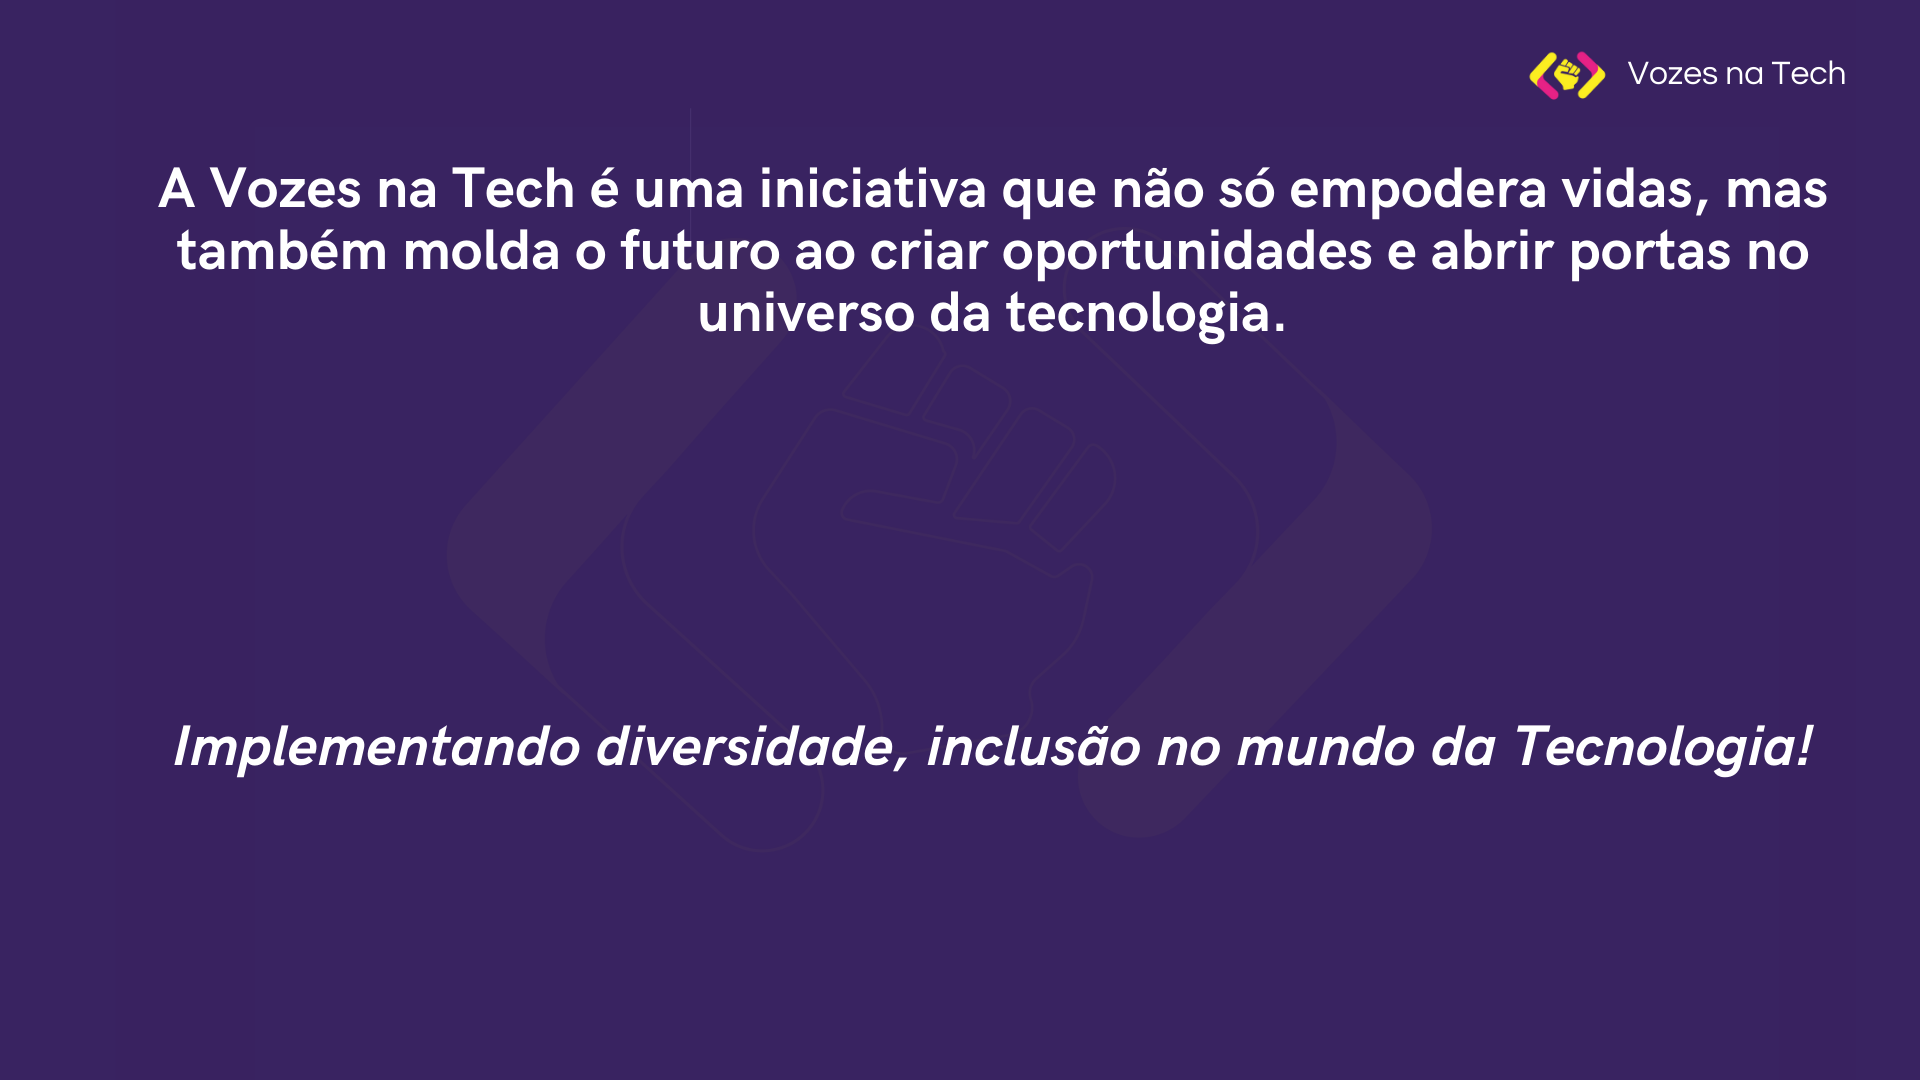 Vozes na Tech
A Vozes na Tech é uma iniciativa que não só empodera vidas, mas
também molda o futuro ao criar oportunidades e abrir portas no
universo da tecnologia.
Implementando diversidade, inclusão no mundo da Tecnologia!